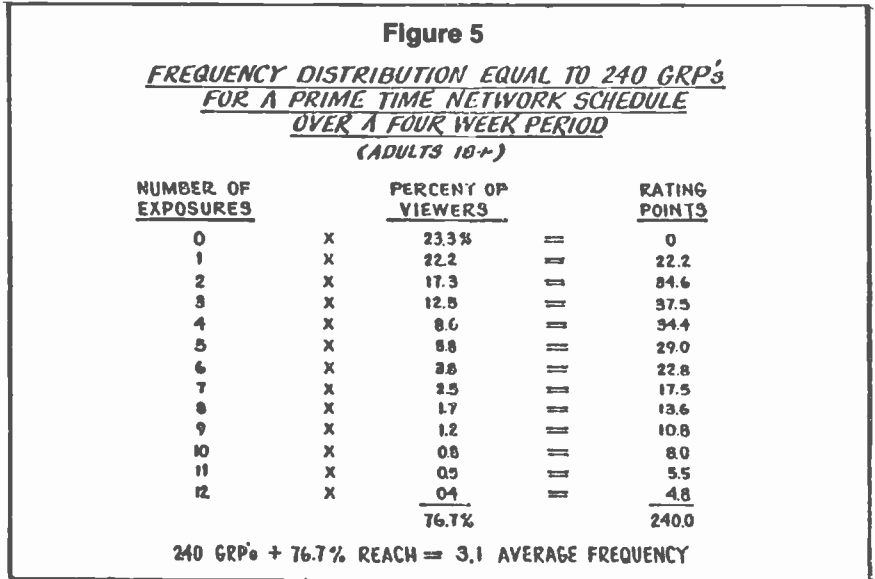 Figure 5
FREQUENCY DISTRIBUTION EQUAL TO 240 GRP's
FOR A PRIME TIME NETWORK SCHEDULE
OVER A FOUR WEEK PERIOD
(ADULTS 18+)
NUMBER OF PERCENT OF RATING
EXPOSURES VIEWERS POINTS
0 X 23.3% = 0
1 X 22.2 = 22.2
2 X 17.3 = 34.6
3 X 12.5 = 37.5
4 X 8.6 = 34.4
5 X 5.8 = 29.0
6 X 3.8 = 22.8
7 X 2.5 = 17.5
8 X 1.7 = 13.6
9 X 1.2 = 10.8
10 X 0.8 = 8.0
11 X 0.5 = 5.5
12 X 04 = 4.8
76.7% 240.0
240 GRP's + 76.7% REACH = 3.1 AVERAGE FREQUENCY